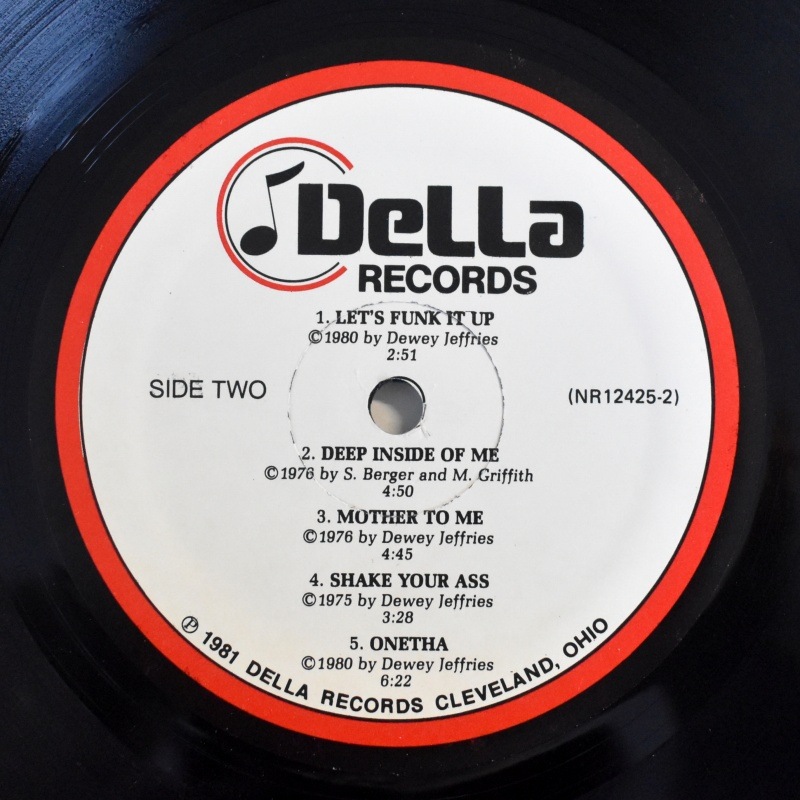 DeLLa
RECORDS
1. LET'S FUNK IT UP
©1980 by Dewey Jeffries
2:51
SIDE TWO
(NR12425-2)
2. DEEP INSIDE OF ME
©1976 by S. Berger and M. Griffith
4:50
3. MOTHER TO ME
©1976 by Dewey Jeffries
4:45
4. SHAKE YOUR ASS
©1975 by Dewey Jeffries
3:28
5. ONETHA
©1980 by Dewey Jeffries
6:22
℗ 1981 DELLA RECORDS CLEVELAND, OHIO